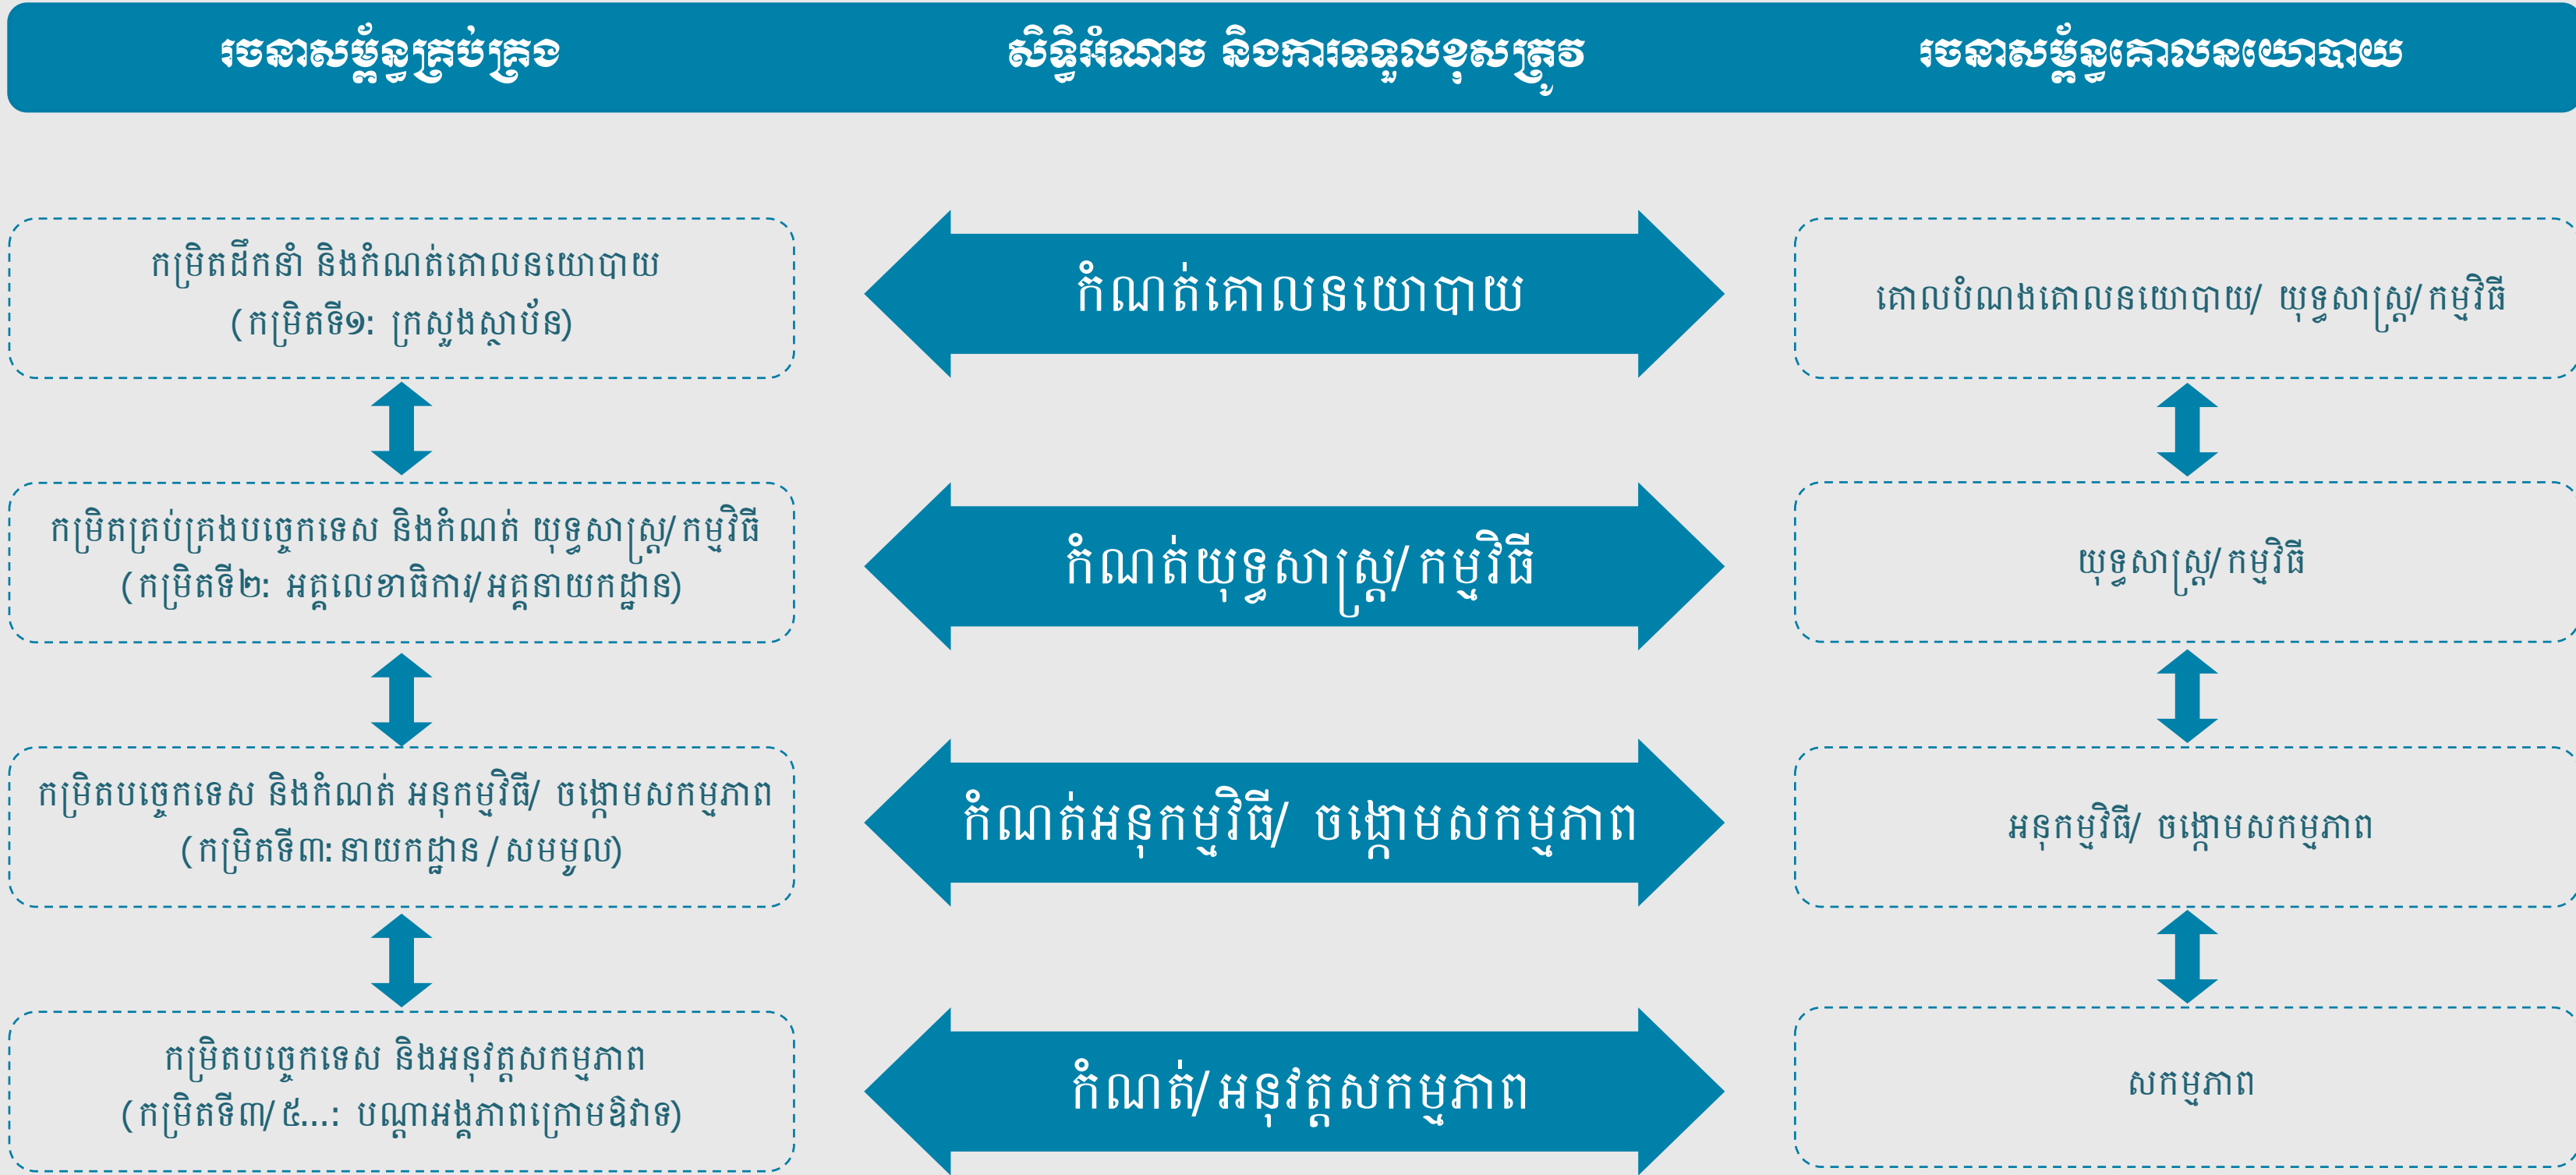 រចនាសម្ព័ន្ធគ្រប់គ្រង
សិទ្ធិអំណាច និងការទទួលខុសត្រូវ
រចនាសម្ព័ន្ធគោលនយោបាយ
កម្រិតដឹកនាំ និងកំណត់គោលនយោបាយ
(កម្រិតទី១: ក្រសួងស្ថាប័ន)
កំណត់គោលនយោបាយ
គោលបំណងគោលនយោបាយ/ យុទ្ធសាស្ត្រ/កម្មវិធី
កម្រិតគ្រប់គ្រងបច្ចេកទេស និងកំណត់ យុទ្ធសាស្ត្រ/កម្មវិធី
(កម្រិតទី២: អគ្គលេខាធិការ/អគ្គនាយកដ្ឋាន)
កំណត់យុទ្ធសាស្ត្រ/កម្មវិធី
យុទ្ធសាស្ត្រ/កម្មវិធី
កម្រិតបច្ចេកទេស និងកំណត់ អនុកម្មវិធី/ ចង្កោមសកម្មភាព
(កម្រិតទី៣: នាយកដ្ឋាន/សមមូល)
កំណត់អនុកម្មវិធី/ ចង្កោមសកម្មភាព
អនុកម្មវិធី/ ចង្កោមសកម្មភាព
កម្រិតបច្ចេកទេស និងអនុវត្តសកម្មភាព
(កម្រិតទី៣/៥...: បណ្តាអង្គភាពក្រោមឱវាទ)
កំណត់/អនុវត្តសកម្មភាព
សកម្មភាព